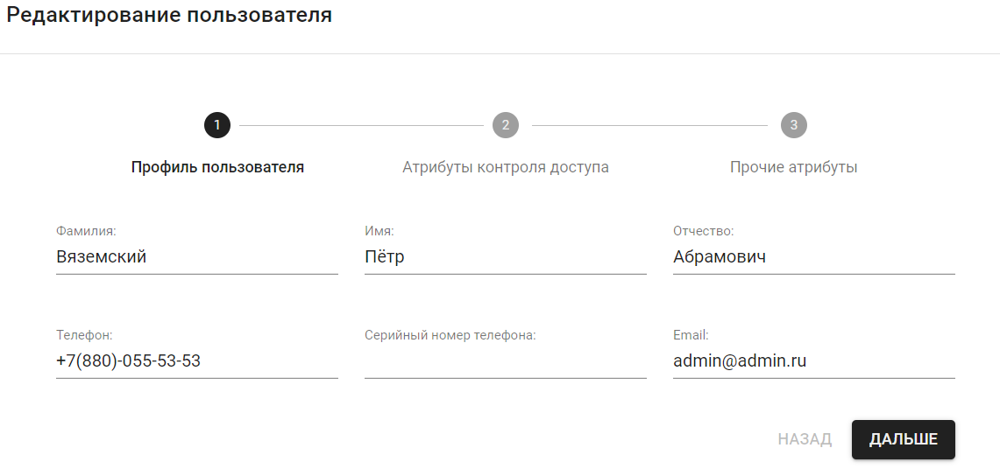 Редактирование пользователя
1 2 3
Профиль пользователя Атрибуты контроля доступа Прочие атрибуты
Фамилия: Имя: Отчество:
Вяземский Пётр Абрамович
Телефон: Серийный номер телефона: Email:
+7(880)-055-53-53 admin@admin.ru
НАЗАД ДАЛЬШЕ